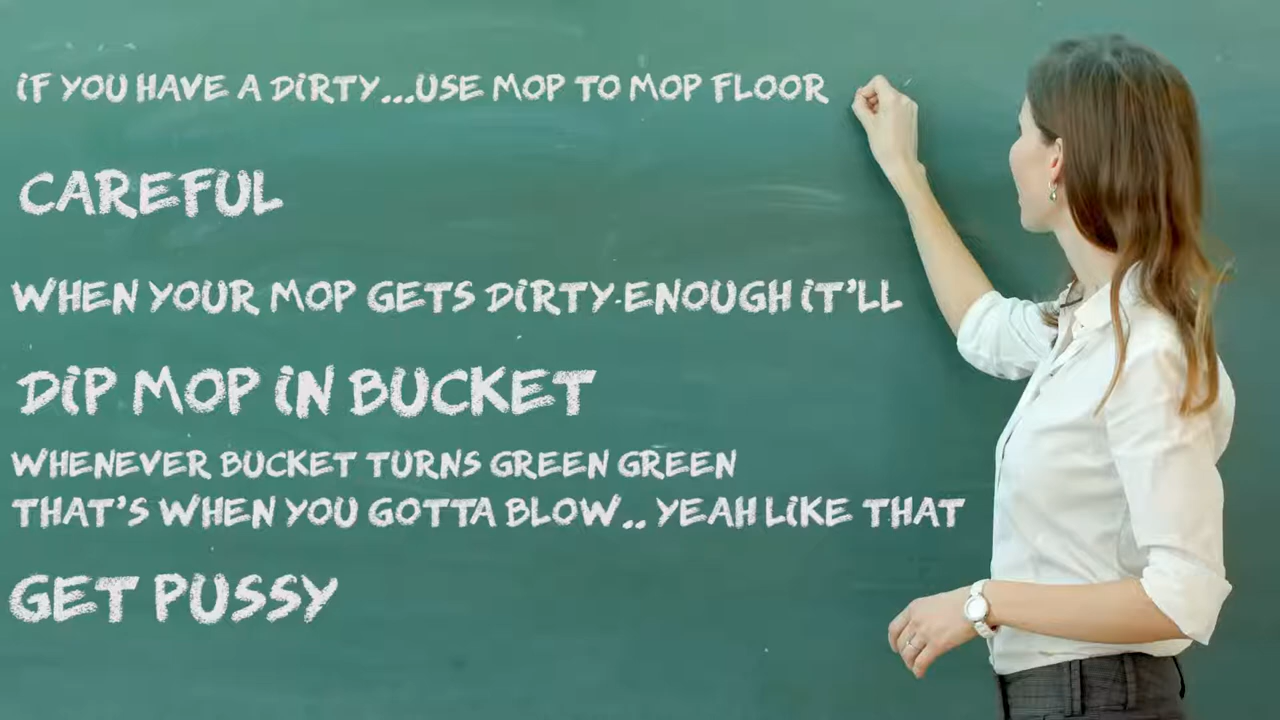 iF YOU HAVE A DiRTY...USE MOP TO MOP FLOOR
CAREFUL
WHEN YOUR MOP GETS DiRTY-ENOUGH iT'LL
DiP MOP iN BUCKET
WHENEVER BUCKET TURNS GREEN GREEN
THAT'S WHEN YOU GOTTA BLOW.. YEAH LiKE THAT
GET PUSSY